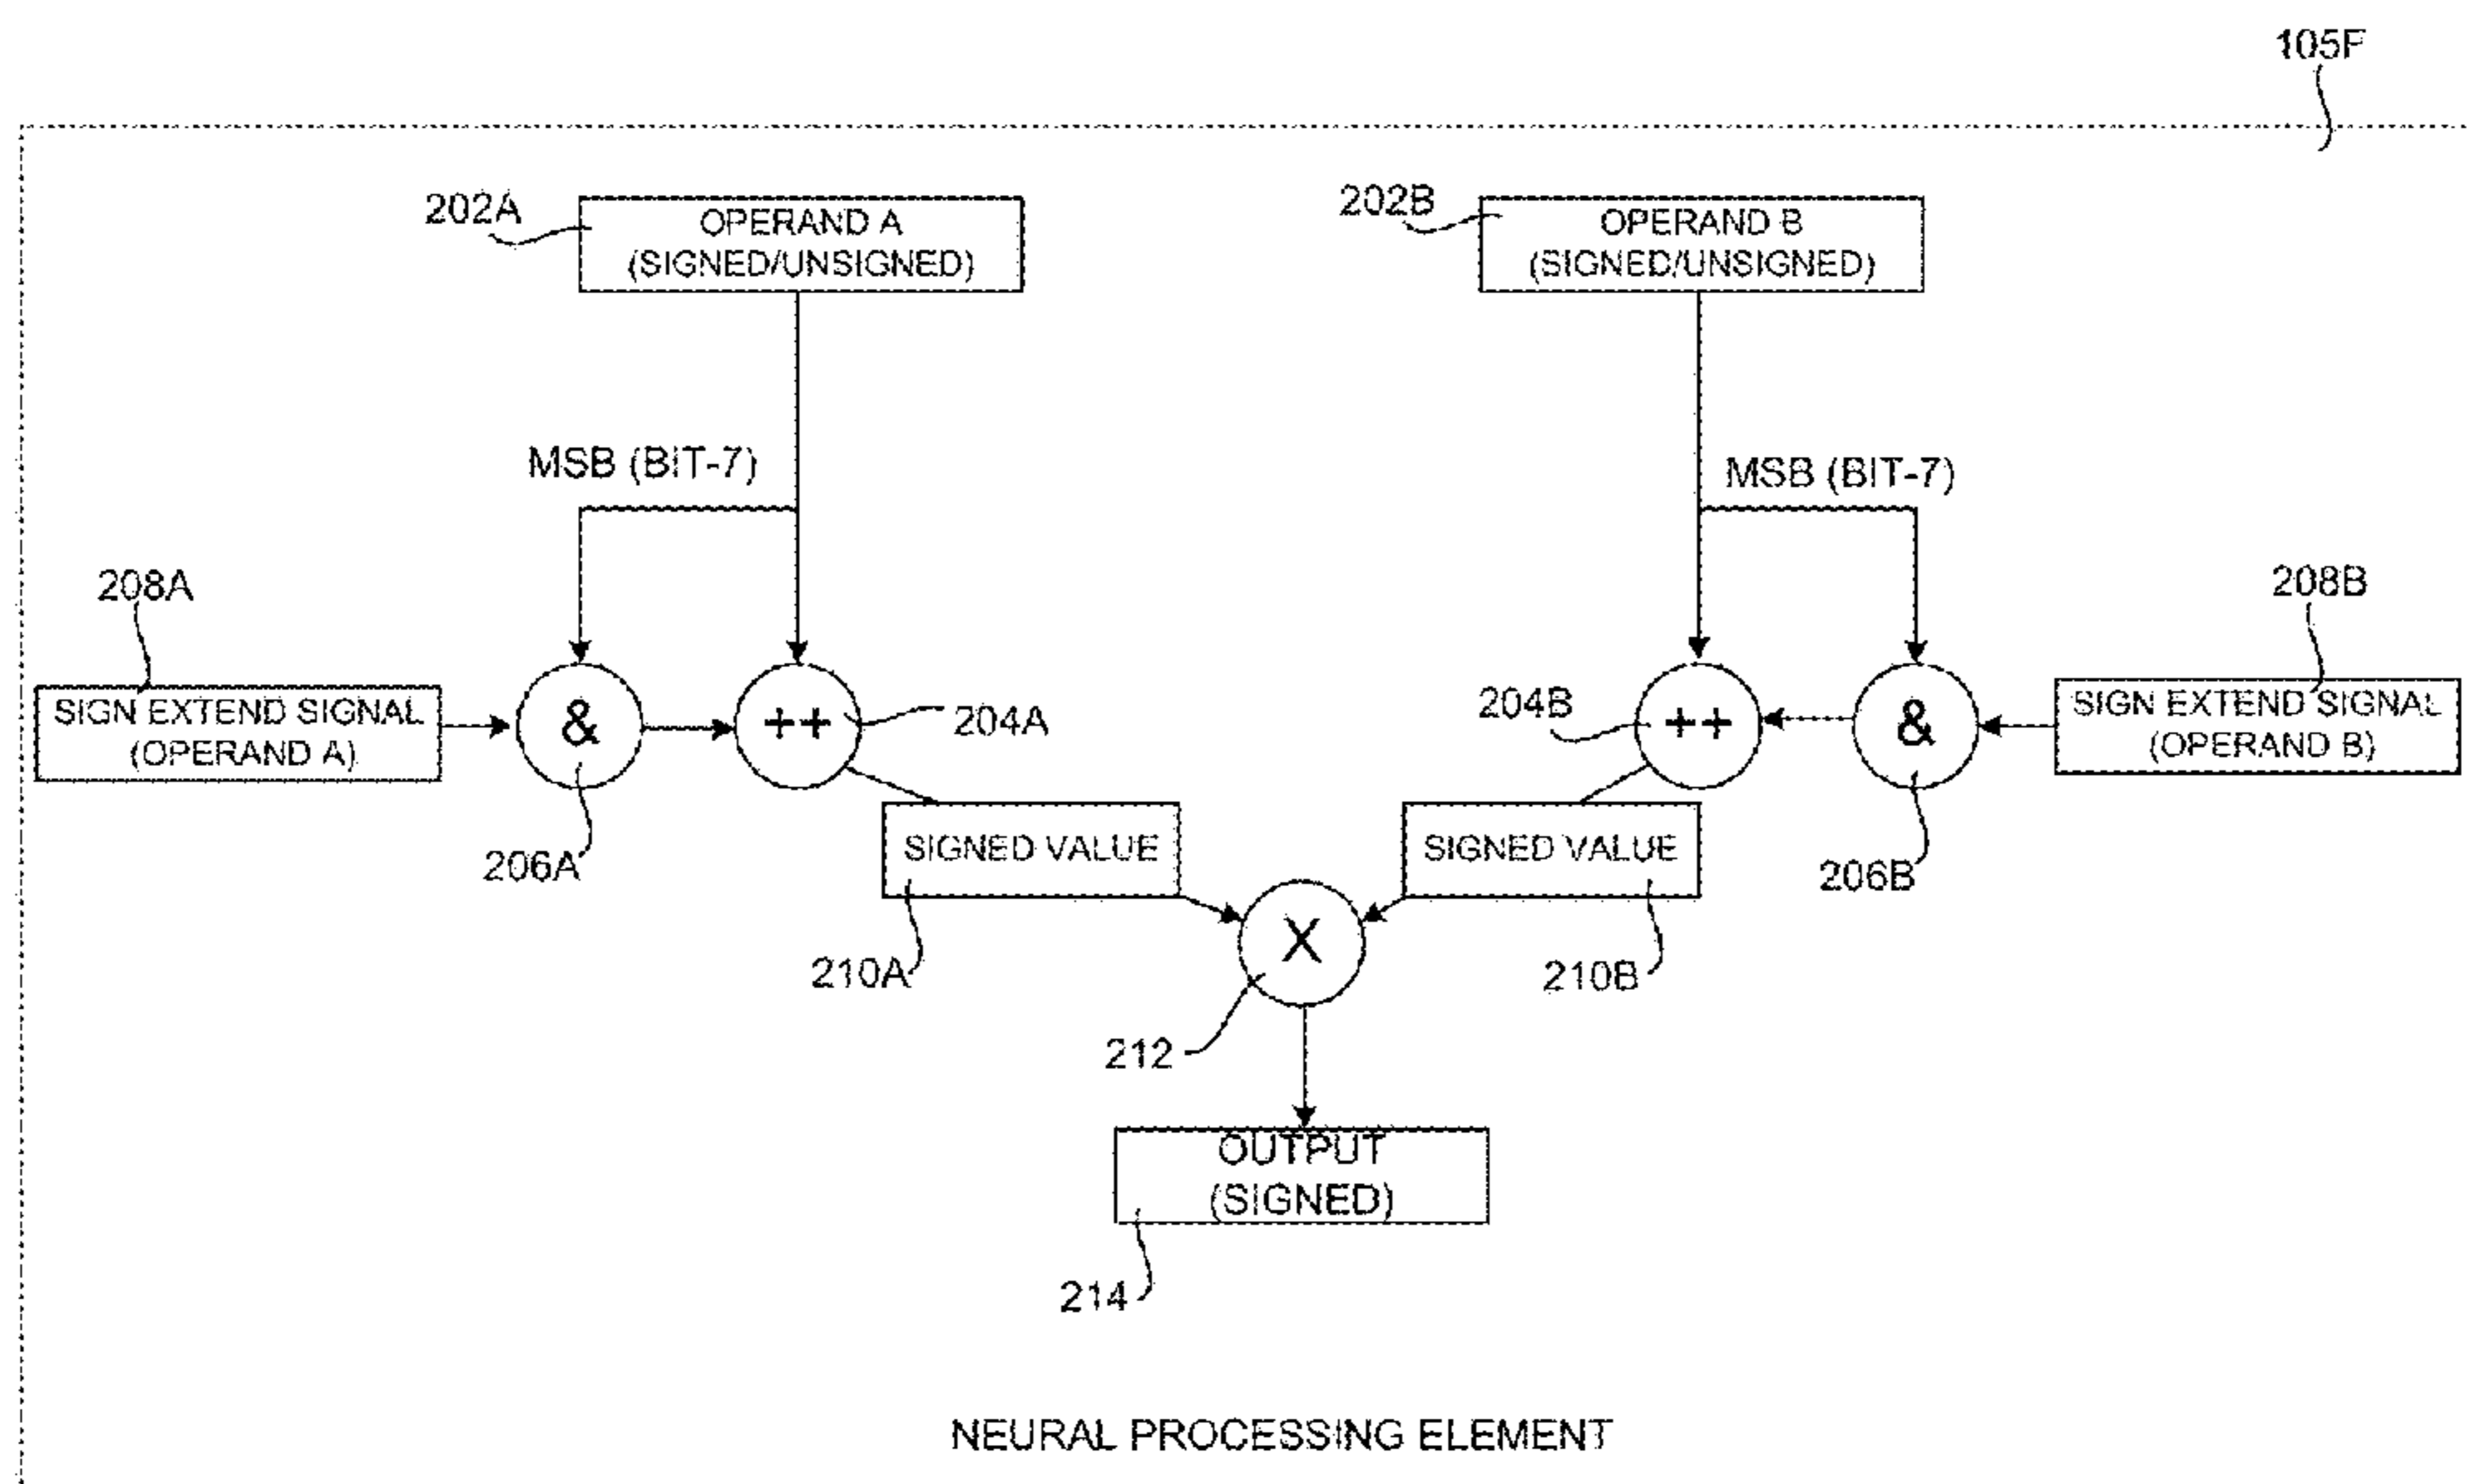 105F
202A
OPERAND A
(SIGNED/UNSIGNED)
202B
OPERAND B
(SIGNED/UNSIGNED)
MSB (BIT-7)
MSB (BIT-7)
208A
208B
SIGN EXTEND SIGNAL
(OPERAND A)
&
++
204A
204B
++
&
SIGN EXTEND SIGNAL
(OPERAND B)
206A
SIGNED VALUE
SIGNED VALUE
206B
210A
X
210B
212
OUTPUT
(SIGNED)
214
NEURAL PROCESSING ELEMENT